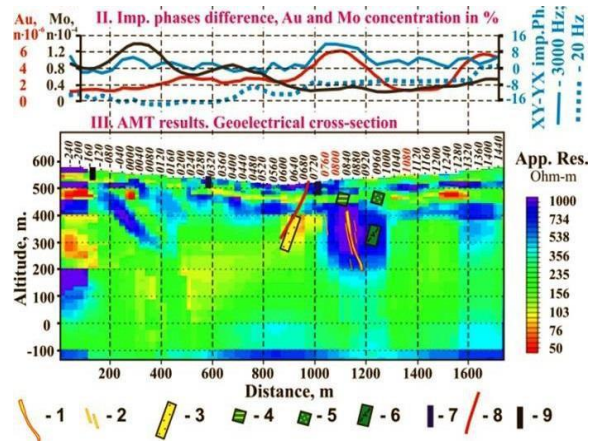 II. Imp. phases difference, Au and Mo concentration in %
Au, Mo,
n·10⁻⁶ n·10⁻⁴
6 1.2
4 0.8
2 0.4
0 0
16
8
0
-8
-16
XY-YX imp.Ph.
- 3000 Hz;
- 20 Hz
III. AMT results. Geoelectrical cross-section
600
500
400
300
200
100
0
-100
Altitude, m.
200 400 600 800 1000 1200 1400 1600
Distance, m
App. Res.
Ohm-m
1000
734
538
356
235
156
103
76
50
- 1 - 2 - 3 - 4 - 5 - 6 - 7 - 8 - 9